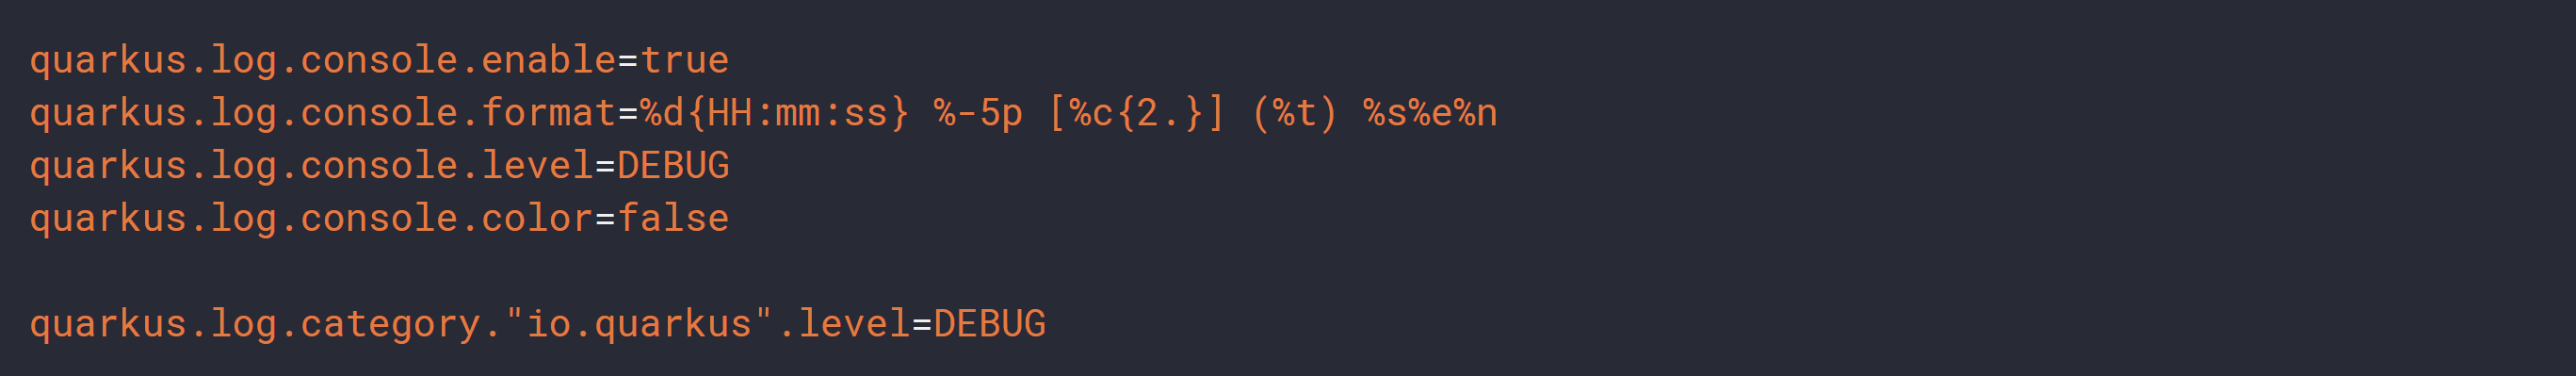 quarkus.log.console.enable=true
quarkus.log.console.format=%d{HH:mm:ss} %-5p [%c{2.}] (%t) %s%e%n
quarkus.log.console.level=DEBUG
quarkus.log.console.color=false
quarkus.log.category."io.quarkus".level=DEBUG